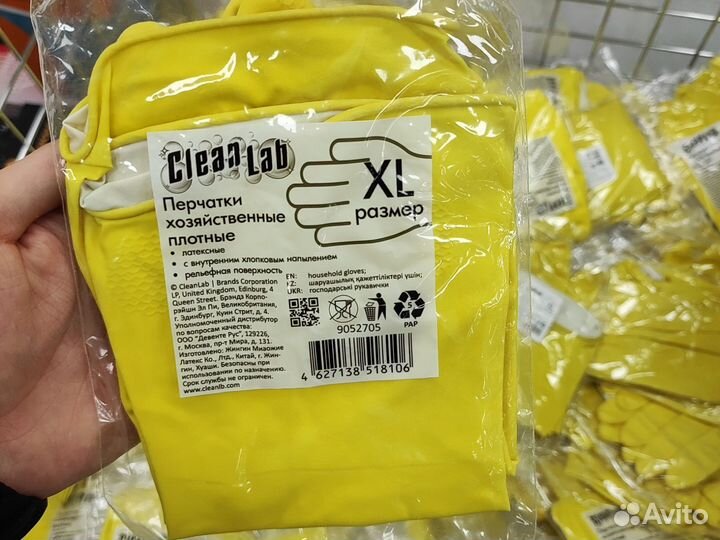 Clean Lab
XL
размер
Перчатки
хозяйственные
плотные
• латексные
• с внутренним хлопковым напылением
• рельефная поверхность
© CleanLab | Brands Corporation
LP, United Kingdom, Edinburg, 4
Queen Street. Брэндз Корпо-
рэйшн Эл Пи, Великобритания,
г. Эдинбург, Куин Стрит, д. 4.
Уполномоченный дистрибутор
по вопросам качества:
ООО "Девенте Рус", 129226,
г. Москва, пр-т Мира, д. 131.
Изготовлено: Жингин Миаожие
Латекс Ко., Лтд., Китай, г. Жин-
гин, Хуаши. Безопасны при
использовании по назначению.
Срок службы не ограничен.
www.cleanlb.com
EN: household gloves;
KZ: шаруашылық қажеттіліктері үшін;
UKR: господарські рукавички
9052705
PAP
4 627138 518106
Avito